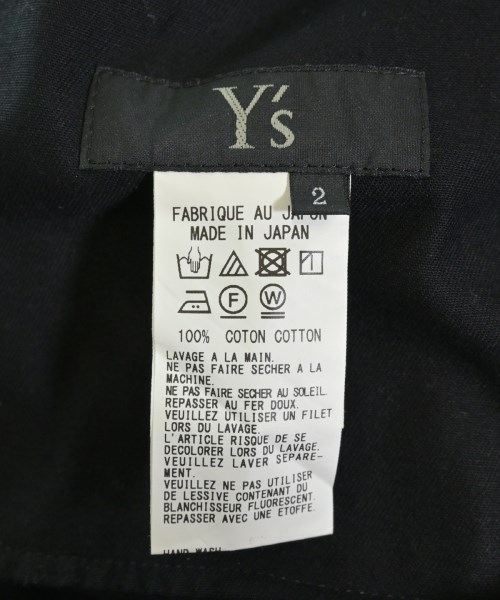 Y's
2
FABRIQUE AU JAPON
MADE IN JAPAN
F
W
100% COTON COTTON
LAVAGE A LA MAIN.
NE PAS FAIRE SECHER A LA
MACHINE.
NE PAS FAIRE SECHER AU SOLEIL.
REPASSER AU FER DOUX.
VEUILLEZ UTILISER UN FILET
LORS DU LAVAGE.
L'ARTICLE RISQUE DE SE
DECOLORER LORS DU LAVAGE.
VEUILLEZ LAVER SEPARE-
MENT.
VEUILLEZ NE PAS UTILISER
DE LESSIVE CONTENANT DU
BLANCHISSEUR FLUORESCENT.
REPASSER AVEC UNE ETOFFE.
HAND WASH